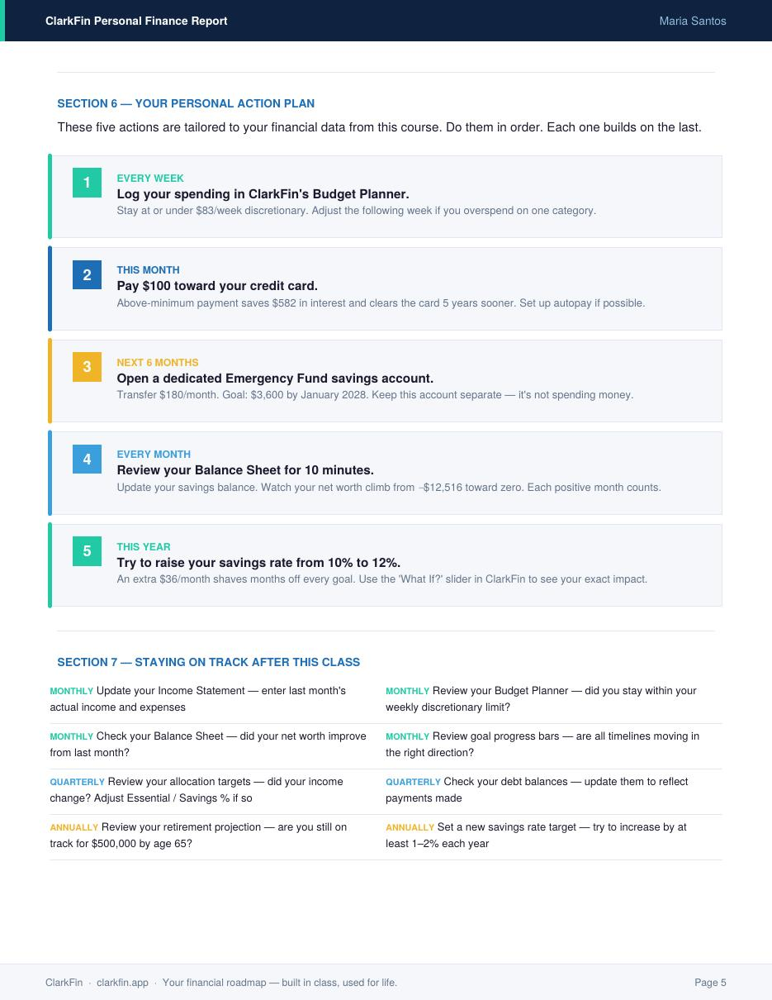 ClarkFin Personal Finance Report
Maria Santos
SECTION 6 — YOUR PERSONAL ACTION PLAN
These five actions are tailored to your financial data from this course. Do them in order. Each one builds on the last.
1
EVERY WEEK
Log your spending in ClarkFin's Budget Planner.
Stay at or under $83/week discretionary. Adjust the following week if you overspend on one category.
2
THIS MONTH
Pay $100 toward your credit card.
Above-minimum payment saves $582 in interest and clears the card 5 years sooner. Set up autopay if possible.
3
NEXT 6 MONTHS
Open a dedicated Emergency Fund savings account.
Transfer $180/month. Goal: $3,600 by January 2028. Keep this account separate — it's not spending money.
4
EVERY MONTH
Review your Balance Sheet for 10 minutes.
Update your savings balance. Watch your net worth climb from −$12,516 toward zero. Each positive month counts.
5
THIS YEAR
Try to raise your savings rate from 10% to 12%.
An extra $36/month shaves months off every goal. Use the 'What If?' slider in ClarkFin to see your exact impact.
SECTION 7 — STAYING ON TRACK AFTER THIS CLASS
MONTHLY Update your Income Statement — enter last month's
actual income and expenses
MONTHLY Review your Budget Planner — did you stay within your
weekly discretionary limit?
MONTHLY Check your Balance Sheet — did your net worth improve
from last month?
MONTHLY Review goal progress bars — are all timelines moving in
the right direction?
QUARTERLY Review your allocation targets — did your income
change? Adjust Essential / Savings % if so
QUARTERLY Check your debt balances — update them to reflect
payments made
ANNUALLY Review your retirement projection — are you still on
track for $500,000 by age 65?
ANNUALLY Set a new savings rate target — try to increase by at
least 1–2% each year
ClarkFin · clarkfin.app · Your financial roadmap — built in class, used for life.
Page 5